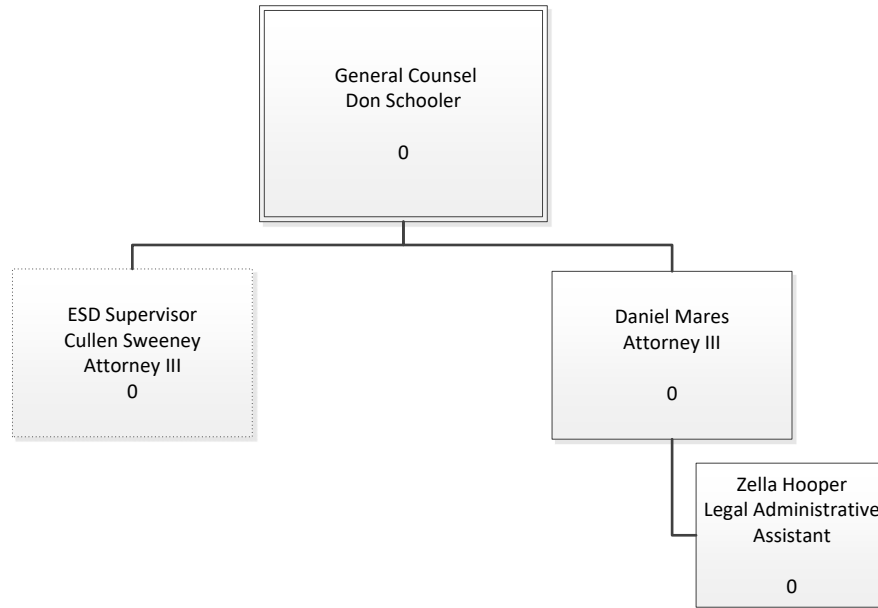 General Counsel
Don Schooler
0
ESD Supervisor
Cullen Sweeney
Attorney III
0
Daniel Mares
Attorney III
0
Zella Hooper
Legal Administrative
Assistant
0